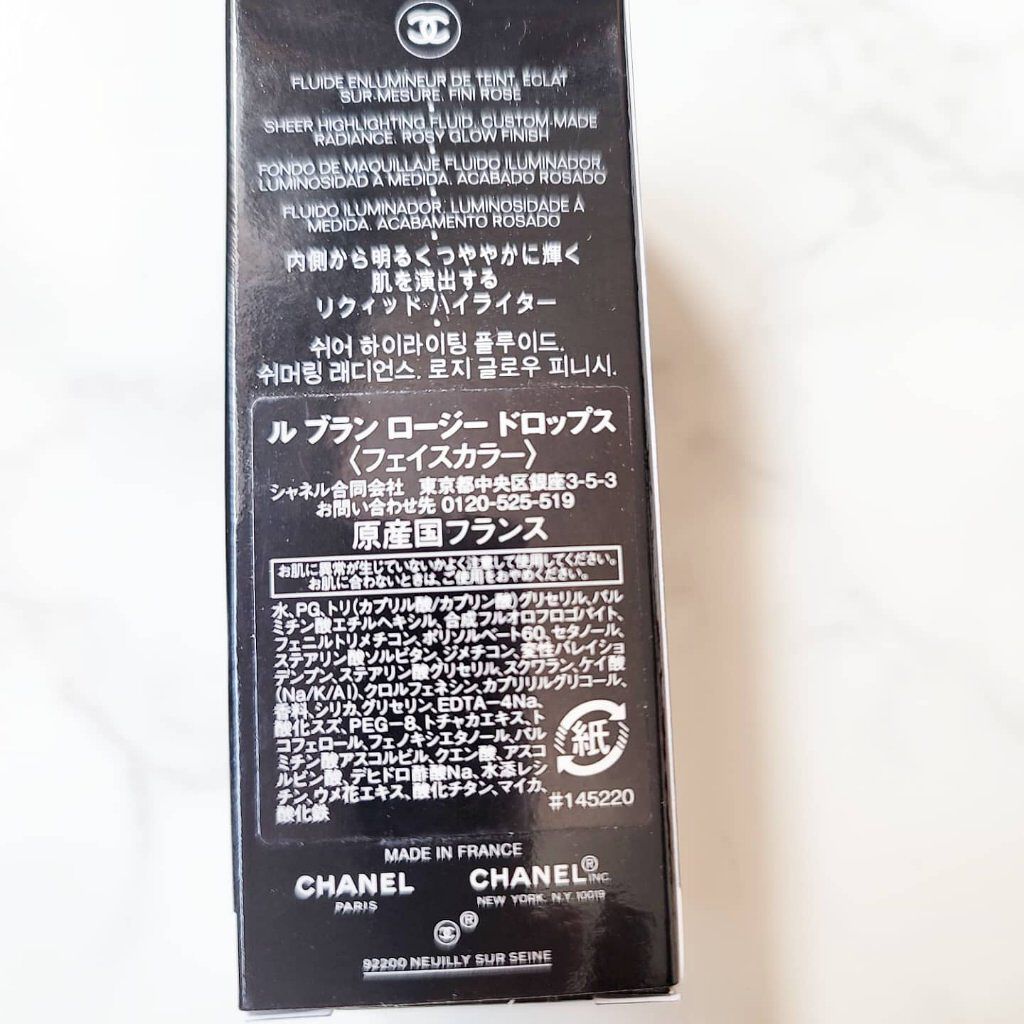 FLUIDE ENLUMINEUR DE TEINT, ÉCLAT
SUR-MESURE. FINI ROSÉ
SHEER HIGHLIGHTING FLUID, CUSTOM-MADE
RADIANCE. ROSY GLOW FINISH
FONDO DE MAQUILLAJE FLUIDO ILUMINADOR,
LUMINOSIDAD A MEDIDA. ACABADO ROSADO
FLUIDO ILUMINADOR. LUMINOSIDADE À
MEDIDA. ACABAMENTO ROSADO
内側から明るくつややかに輝く
肌を演出する
リクィッド ハイライター
쉬어 하이라이팅 플루이드.
쉬머링 래디언스. 로지 글로우 피니시.
ル ブラン ロージー ドロップス
〈フェイスカラー〉
シャネル合同会社 東京都中央区銀座3-5-3
お問い合わせ先 0120-525-519
原産国フランス
お肌に異常が生じていないかよく注意して使用してください。
お肌に合わないときは、ご使用をおやめください。
水、PG、トリ(カプリル酸/カプリン酸)グリセリル、パル
ミチン酸エチルヘキシル、合成フルオロフロゴパイト、
フェニルトリメチコン、ポリソルベート60、セタノール、
ステアリン酸ソルビタン、ジメチコン、変性バレイショ
デンプン、ステアリン酸グリセリル、スクワラン、ケイ酸
(Na/K/Al)、クロルフェネシン、カプリリルグリコール、
香料、シリカ、グリセリン、EDTA-4Na、
酸化スズ、PEG-8、トチャカエキス、ト
コフェロール、フェノキシエタノール、パル
ミチン酸アスコルビル、クエン酸、アスコ
ルビン酸、デヒドロ酢酸Na、水添レシ
チン、ウメ花エキス、酸化チタン、マイカ、
酸化鉄
紙
#145220
MADE IN FRANCE
CHANEL CHANEL® INC.
PARIS NEW YORK. N.Y 10019
®
92200 NEUILLY SUR SEINE